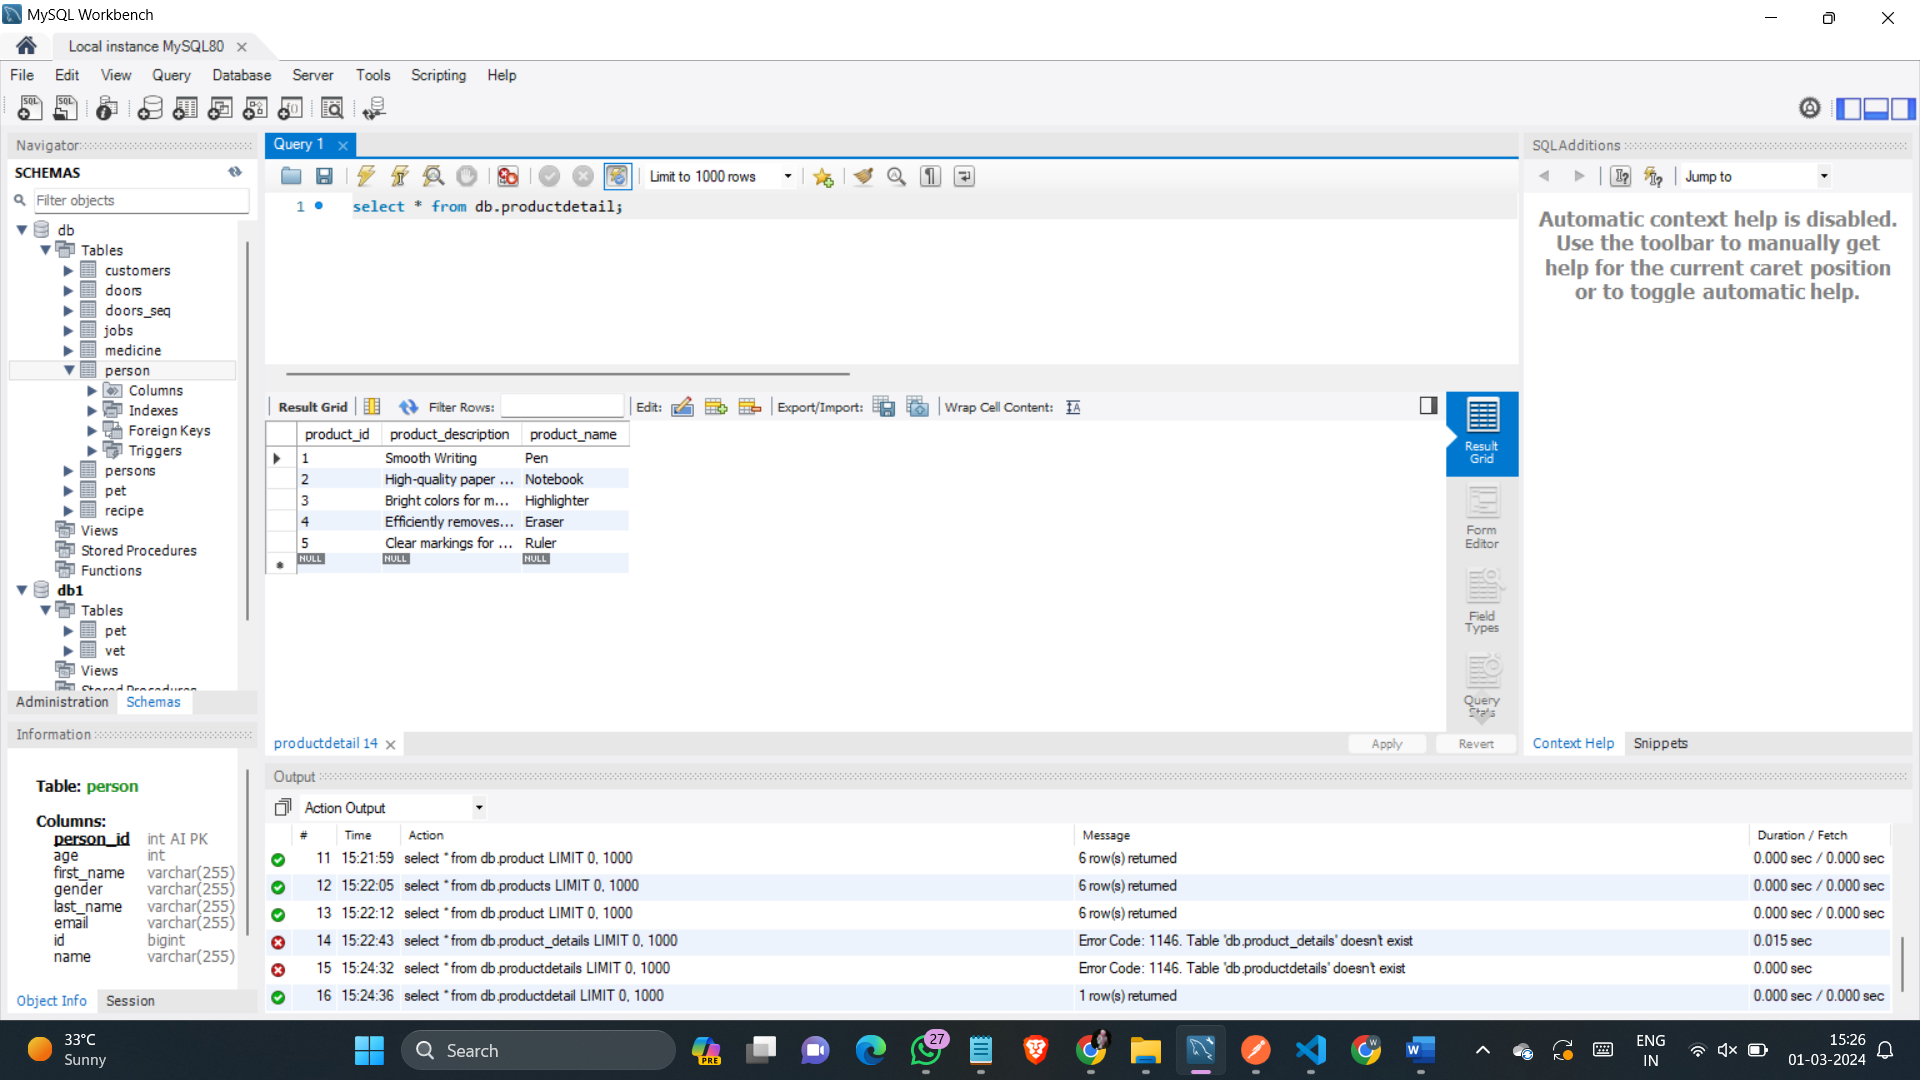 MySQL Workbench
Local instance MySQL80
File Edit View Query Database Server Tools Scripting Help
Navigator
SCHEMAS
Filter objects
db
Tables
customers
doors
doors_seq
jobs
medicine
person
Columns
Indexes
Foreign Keys
Triggers
persons
pet
recipe
Views
Stored Procedures
Functions
db1
Tables
pet
vet
Views
Stored Procedures
Administration Schemas
Information
Table: person
Columns:
person_id int AI PK
age int
first_name varchar(255)
gender varchar(255)
last_name varchar(255)
email varchar(255)
id bigint
name varchar(255)
Object Info Session
Query 1
Limit to 1000 rows
1 select * from db.productdetail;
Result Grid Filter Rows: Edit: Export/Import: Wrap Cell Content:
product_id product_description product_name
1 Smooth Writing Pen
2 High-quality paper ... Notebook
3 Bright colors for m... Highlighter
4 Efficiently removes... Eraser
5 Clear markings for ... Ruler
NULL NULL NULL
Result
Grid
Form
Editor
Field
Types
Query
Stats
productdetail 14
Apply Revert
SQLAdditions
Jump to
Automatic context help is disabled.
Use the toolbar to manually get
help for the current caret position
or to toggle automatic help.
Context Help Snippets
Output
Action Output
# Time Action Message Duration / Fetch
11 15:21:59 select * from db.product LIMIT 0, 1000 6 row(s) returned 0.000 sec / 0.000 sec
12 15:22:05 select * from db.products LIMIT 0, 1000 6 row(s) returned 0.000 sec / 0.000 sec
13 15:22:12 select * from db.product LIMIT 0, 1000 6 row(s) returned 0.000 sec / 0.000 sec
14 15:22:43 select * from db.product_details LIMIT 0, 1000 Error Code: 1146. Table 'db.product_details' doesn't exist 0.015 sec
15 15:24:32 select * from db.productdetails LIMIT 0, 1000 Error Code: 1146. Table 'db.productdetails' doesn't exist 0.000 sec
16 15:24:36 select * from db.productdetail LIMIT 0, 1000 1 row(s) returned 0.000 sec / 0.000 sec
33°C
Sunny
Search
PRE
27
ENG
IN
15:26
01-03-2024